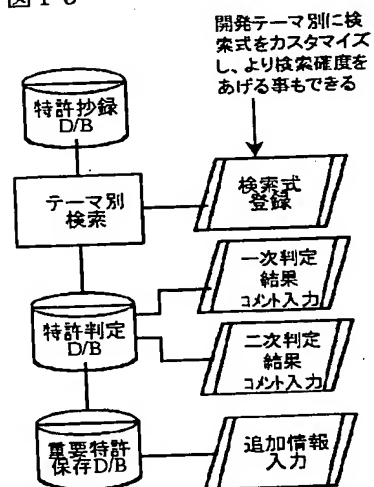 開発テーマ別に検
索式をカスタマイズ
し、より検索確度を
あげる事もできる
特許抄録
D/B
テーマ別
検索
検索式
登録
一次判定
結果
コメント入力
特許判定
D/B
二次判定
結果
コメント入力
重要特許
保存D/B
追加情報
入力